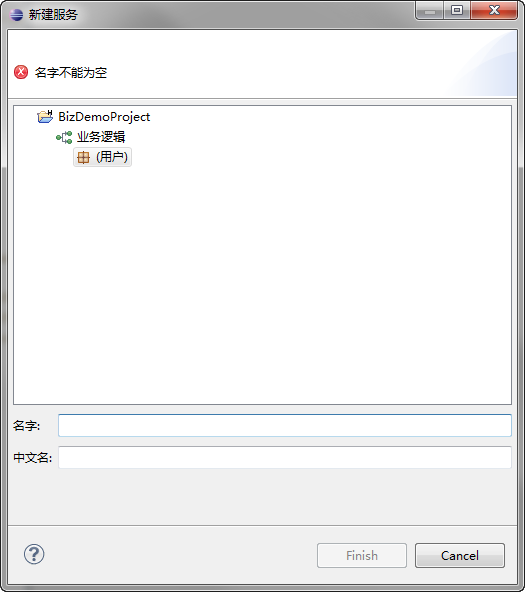 新建服务
名字不能为空
BizDemoProject
业务逻辑
(用户)
名字:
中文名:
?
Finish
Cancel